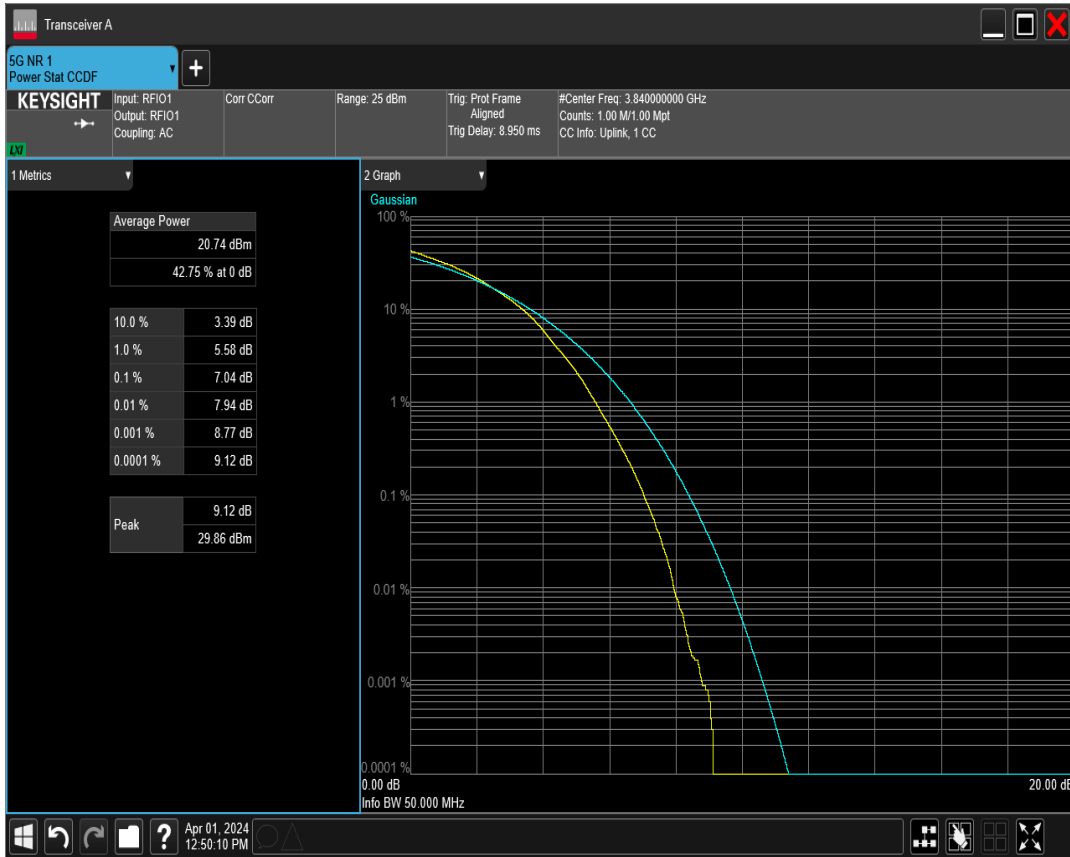 Transceiver A
5G NR 1
Power Stat CCDF
+
KEYSIGHT
LXI
Input: RFIO1
Output: RFIO1
Coupling: AC
Corr CCorr
Range: 25 dBm
Trig: Prot Frame
Aligned
Trig Delay: 8.950 ms
#Center Freq: 3.840000000 GHz
Counts: 1.00 M/1.00 Mpt
CC Info: Uplink, 1 CC
1 Metrics
Average Power
20.74 dBm
42.75 % at 0 dB
10.0 % 3.39 dB
1.0 % 5.58 dB
0.1 % 7.04 dB
0.01 % 7.94 dB
0.001 % 8.77 dB
0.0001 % 9.12 dB
Peak
9.12 dB
29.86 dBm
2 Graph
Gaussian
100 %
10 %
1 %
0.1 %
0.01 %
0.001 %
0.0001 %
0.00 dB 20.00 dB
Info BW 50.000 MHz
?
Apr 01, 2024
12:50:10 PM